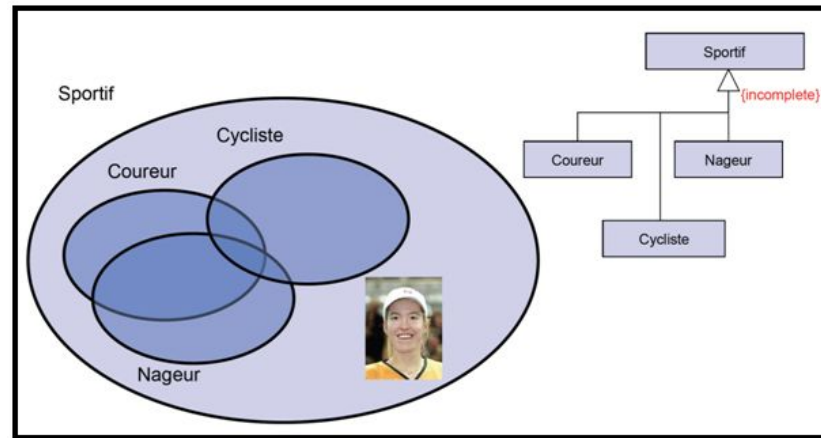 Sportif
Cycliste
Coureur
Nageur
Sportif
{incomplete}
Coureur
Nageur
Cycliste